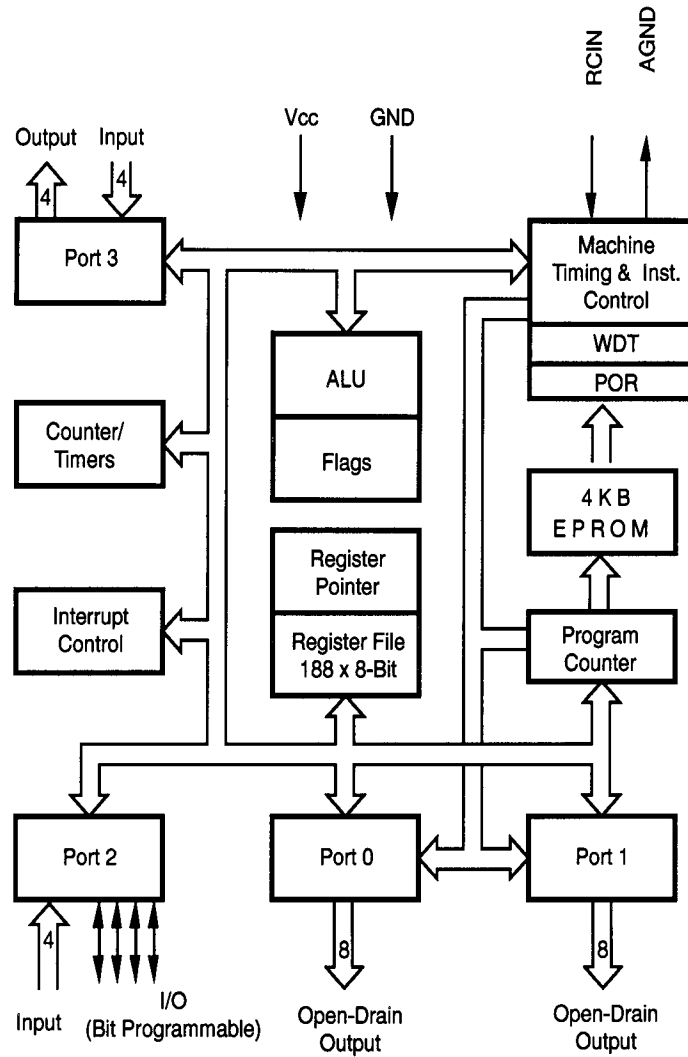 RCIN
AGND
Vcc
GND
Output
Input
4
4
Port 3
Machine
Timing & Inst.
Control
WDT
POR
ALU
Flags
Counter/
Timers
4 K B
E P R O M
Register
Pointer
Register File
188 x 8-Bit
Interrupt
Control
Program
Counter
Port 2
Port 0
Port 1
4
8
8
Input
I/O
(Bit Programmable)
Open-Drain
Output
Open-Drain
Output